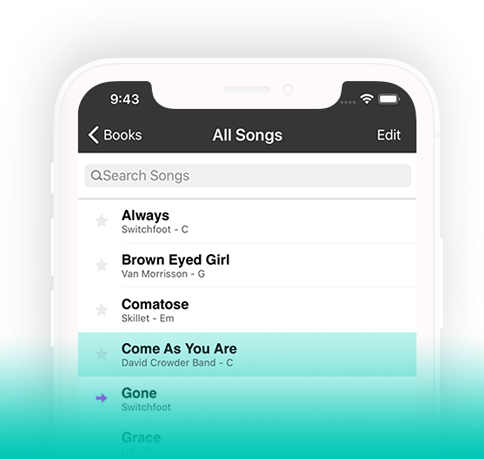 9:43
Books All Songs Edit
Search Songs
Always
Switchfoot - C
Brown Eyed Girl
Van Morrisson - G
Comatose
Skillet - Em
Come As You Are
David Crowder Band - C
Gone
Switchfoot
Grace